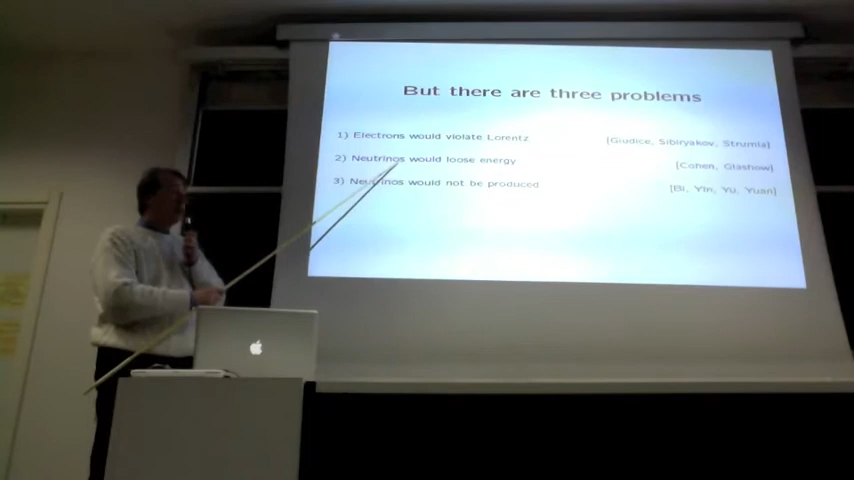 But there are three problems
1) Electrons would violate Lorentz [Giudice, Sibiryakov, Strumia]
2) Neutrinos would loose energy [Cohen, Glashow]
3) Neutrinos would not be produced [Bi, Yin, Yu, Yuan]